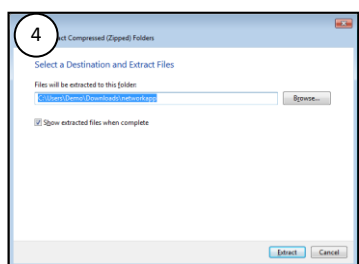 4
act Compressed (Zipped) Folders
Select a Destination and Extract Files
Files will be extracted to this folder:
C:\Users\Demo\Downloads\networkapp
Browse...
Show extracted files when complete
Extract Cancel